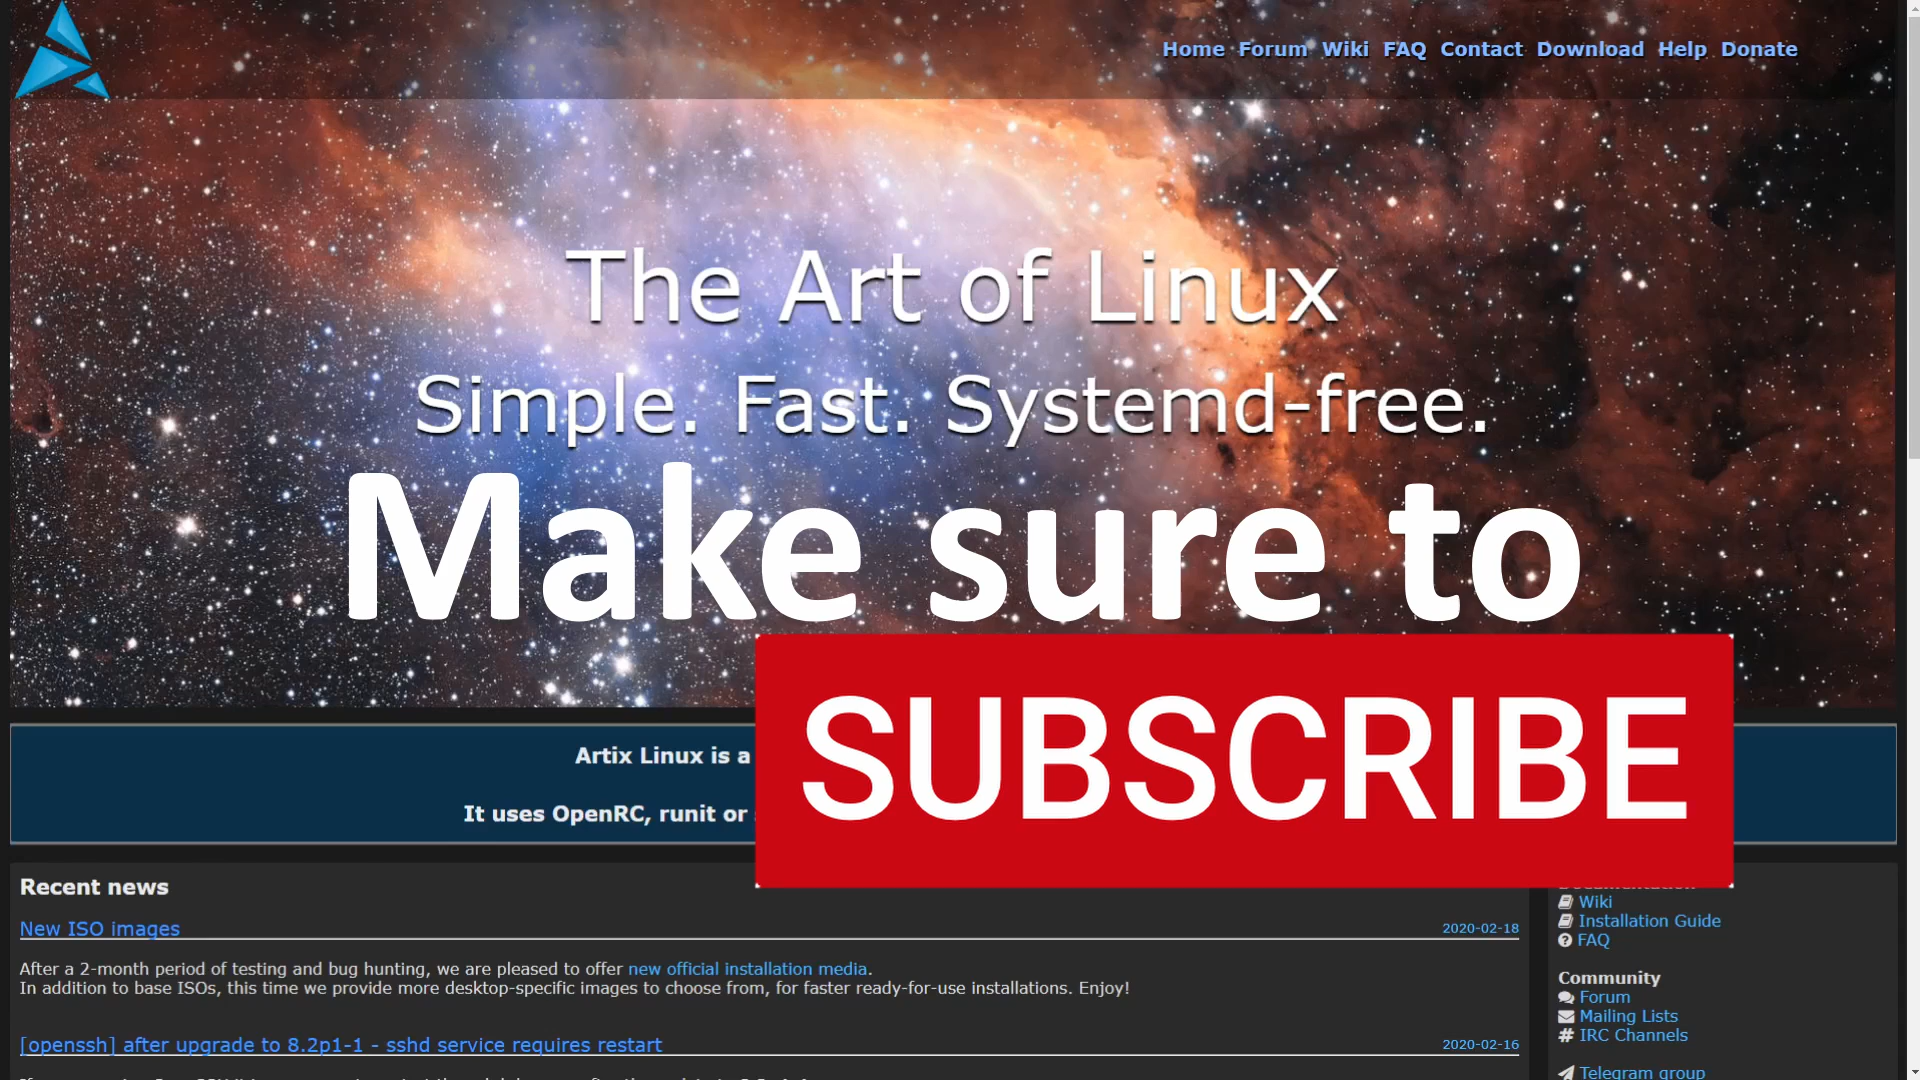 Home Forum Wiki FAQ Contact Download Help Donate
The Art of Linux
Simple. Fast. Systemd-free.
Make sure to
SUBSCRIBE
Artix Linux is a
It uses OpenRC, runit or
Recent news
New ISO images 2020-02-18
After a 2-month period of testing and bug hunting, we are pleased to offer new official installation media.
In addition to base ISOs, this time we provide more desktop-specific images to choose from, for faster ready-for-use installations. Enjoy!
[openssh] after upgrade to 8.2p1-1 - sshd service requires restart 2020-02-16
Wiki
Installation Guide
FAQ
Community
Forum
Mailing Lists
IRC Channels
Telegram group